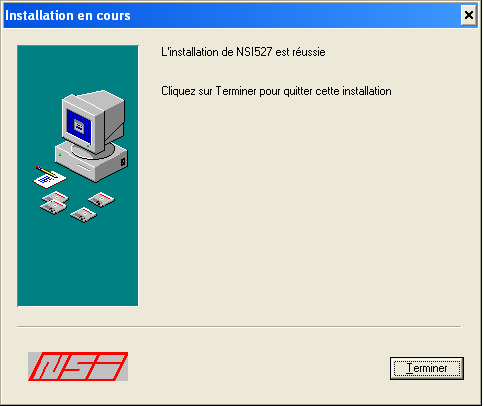 Installation en cours
L'installation de NSI527 est réussie
Cliquez sur Terminer pour quitter cette installation
NSi
Terminer